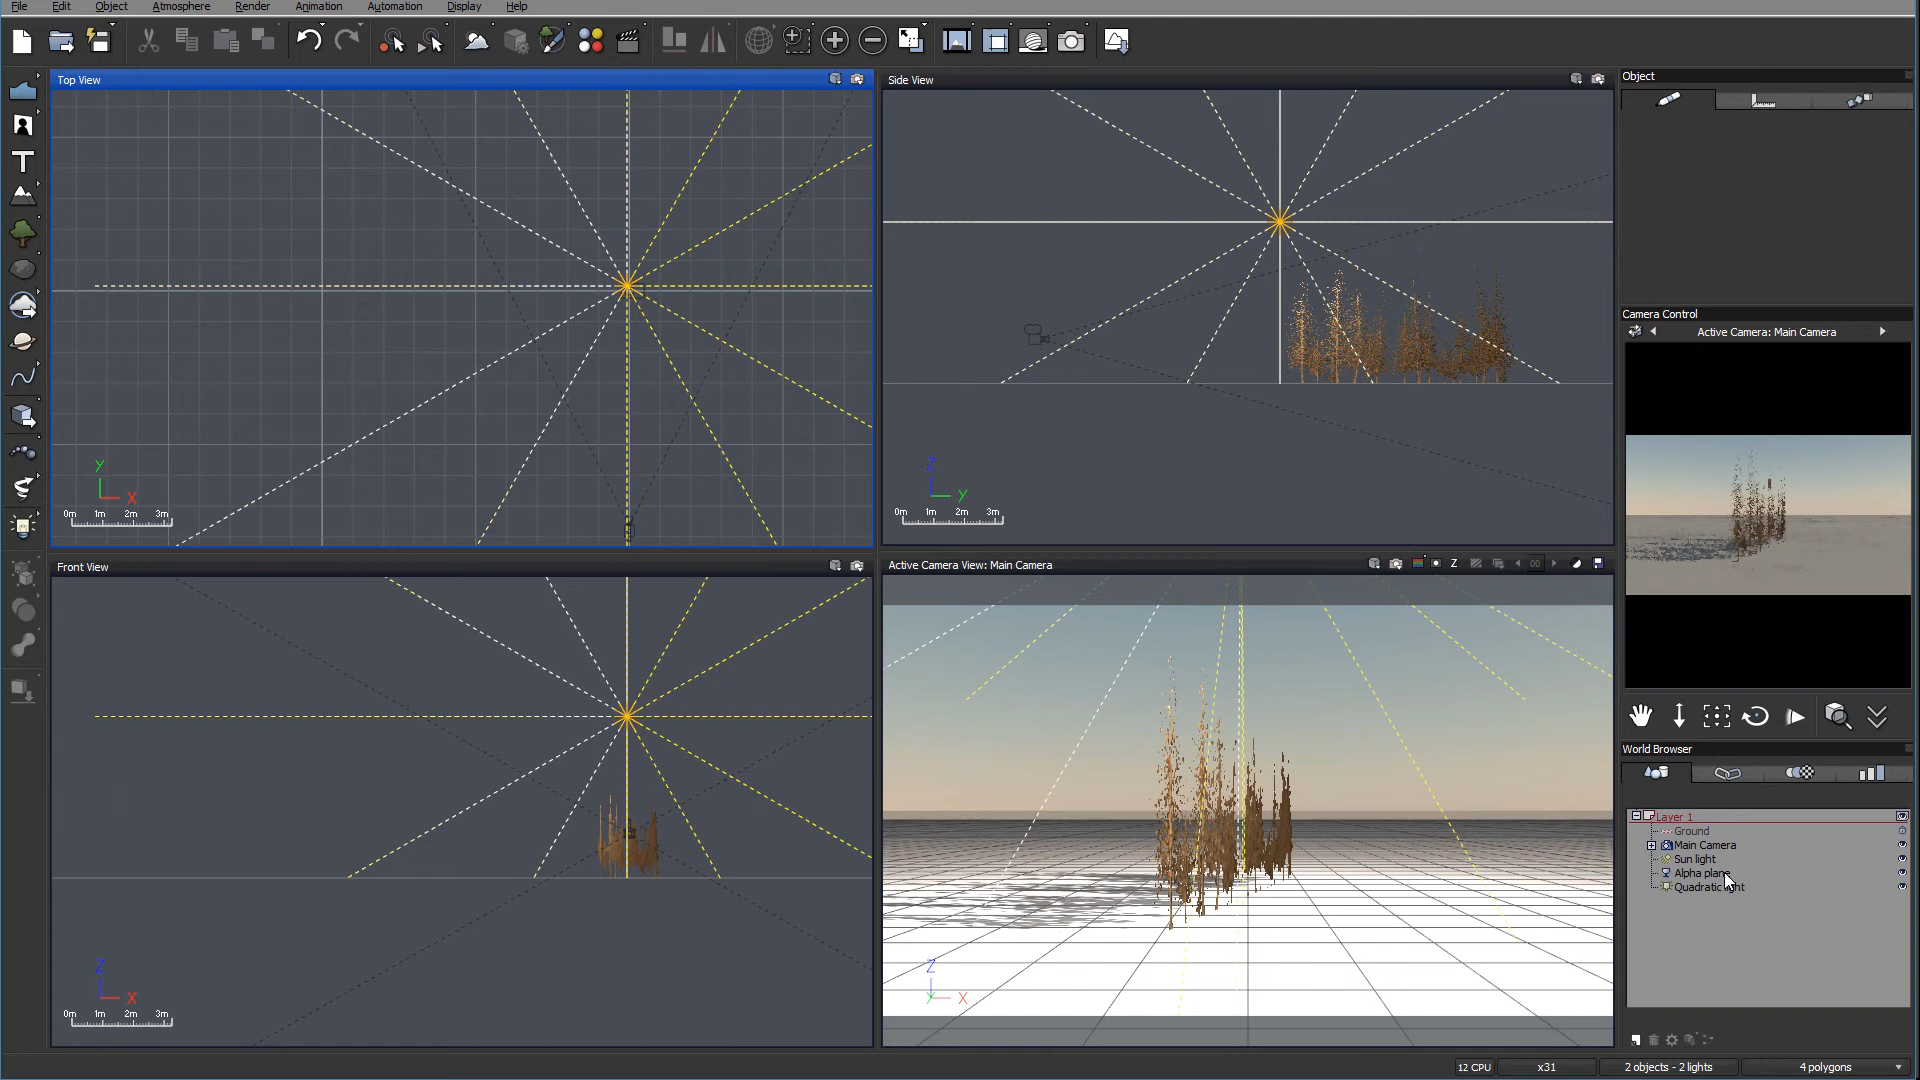 File Edit Object Atmosphere Render Animation Automation Display Help
Top View
Side View
Object
Y
X
0m 1m 2m 3m
Z
Y
0m 1m 2m 3m
Camera Control
Active Camera: Main Camera
Front View
Active Camera View: Main Camera
Z
00
Z
X
0m 1m 2m 3m
Z
Y
X
World Browser
Layer 1
Ground
Main Camera
Sun light
Alpha plane
Quadratic light
12 CPU
x31
2 objects - 2 lights
4 polygons